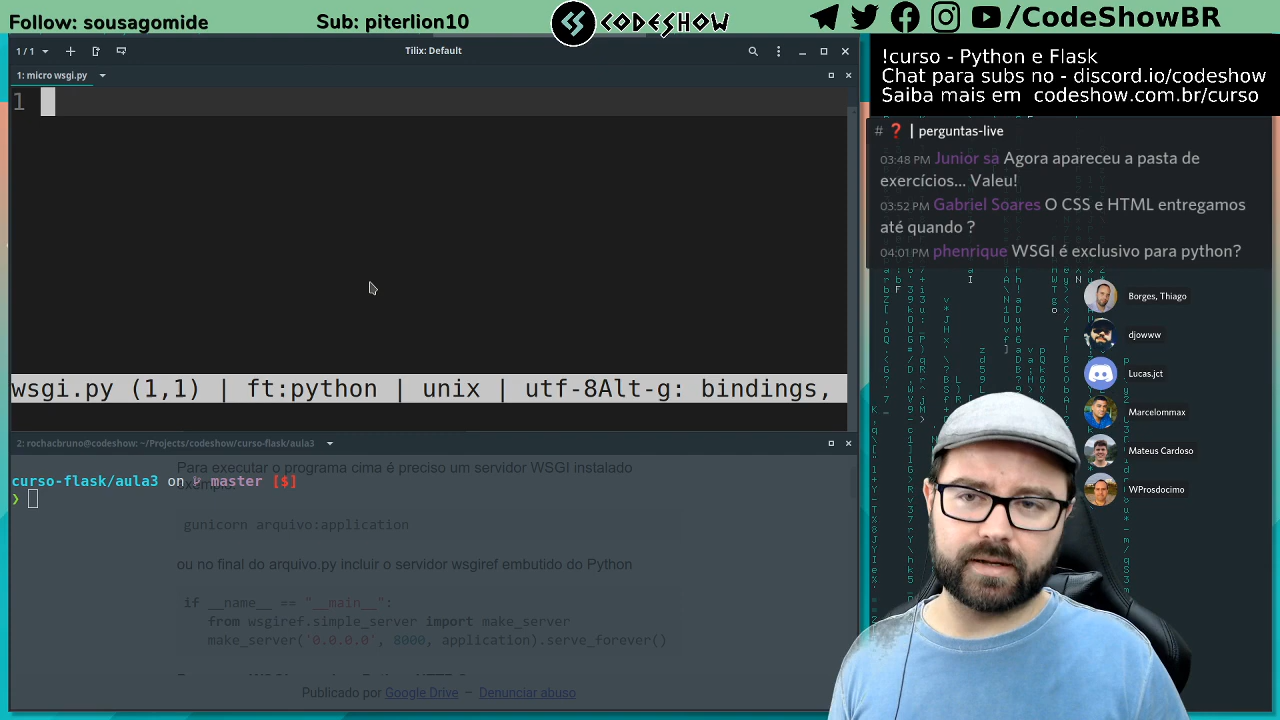 Follow: sousagomide
Sub: piterlion10
CODESHOW
/CodeShowBR
1 / 1
Tilix: Default
1: micro wsgi.py
1
wsgi.py (1,1) | ft:python | unix | utf-8Alt-g: bindings,
2: rochacbruno@codeshow: ~/Projects/codeshow/curso-flask/aula3
Para executar o programa cima é preciso um servidor WSGI instalado
curso-flask/aula3 on master [$]
❯
gunicorn arquivo:application
ou no final do arquivo.py incluir o servidor wsgiref embutido do Python
if __name__ == "__main__":
from wsgiref.simple_server import make_server
make_server('0.0.0.0', 8000, application).serve_forever()
Publicado por Google Drive – Denunciar abuso
!curso - Python e Flask
Chat para subs no - discord.io/codeshow
Saiba mais em codeshow.com.br/curso
# ❓ | perguntas-live
03:48 PM Junior sa Agora apareceu a pasta de
exercícios... Valeu!
03:52 PM Gabriel Soares O CSS e HTML entregamos
até quando ?
04:01 PM phenrique WSGI é exclusivo para python?
Borges, Thiago
djowww
Lucas.jct
Marcelommax
Mateus Cardoso
WProsdocimo